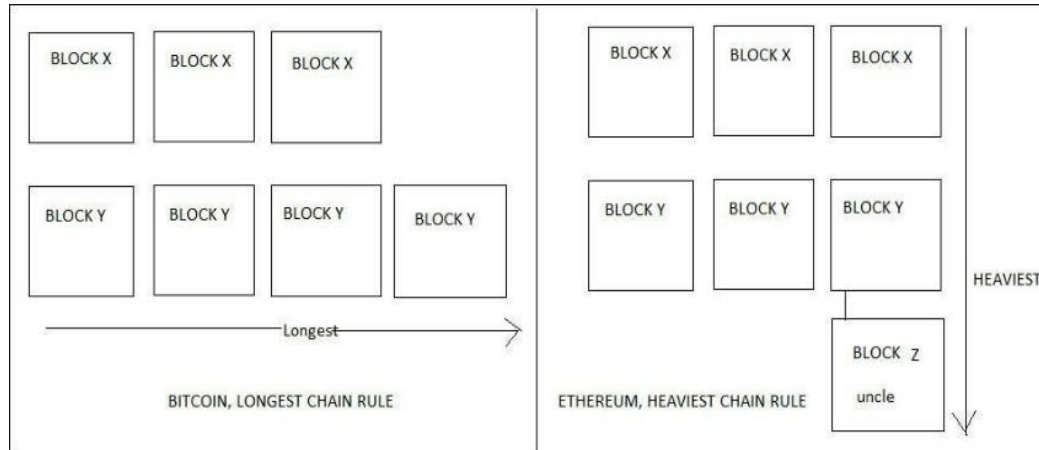 BLOCK X BLOCK X BLOCK X
BLOCK Y BLOCK Y BLOCK Y BLOCK Y
Longest
BITCOIN, LONGEST CHAIN RULE
BLOCK X BLOCK X BLOCK X
BLOCK Y BLOCK Y BLOCK Y
HEAVIEST
BLOCK Z
uncle
ETHEREUM, HEAVIEST CHAIN RULE